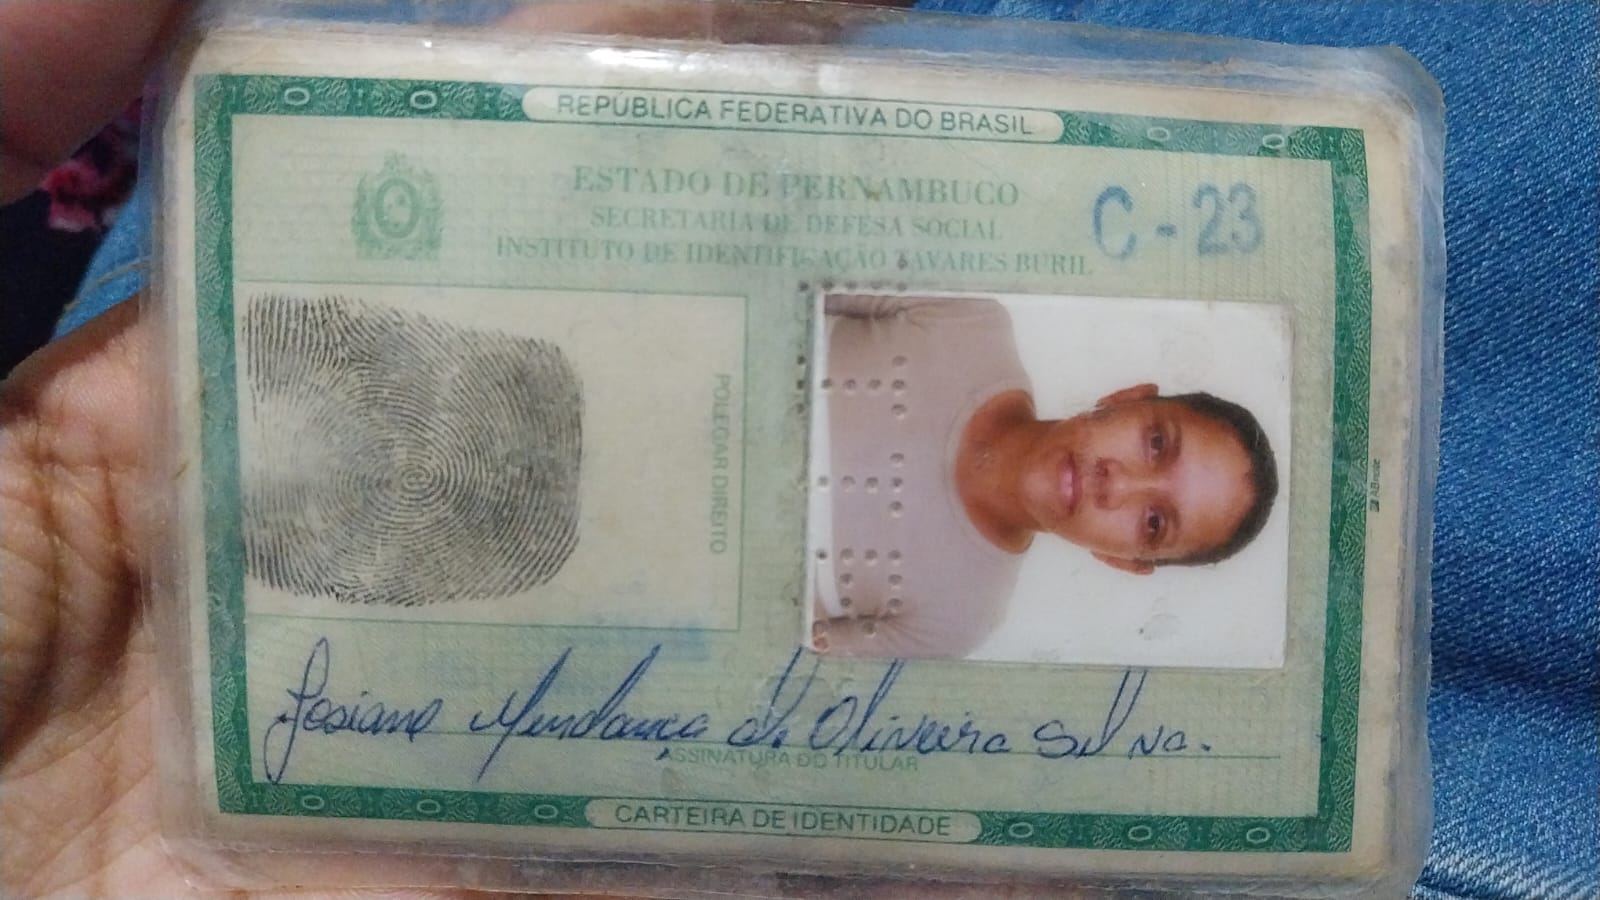 REPÚBLICA FEDERATIVA DO BRASIL
ESTADO DE PERNAMBUCO
SECRETARIA DE DEFESA SOCIAL
INSTITUTO DE IDENTIFICAÇÃO TAVARES BURIL
C - 23
POLEGAR DIREITO
Josiane Mendonca de Oliveira Silva.
ASSINATURA DO TITULAR
CARTEIRA DE IDENTIDADE